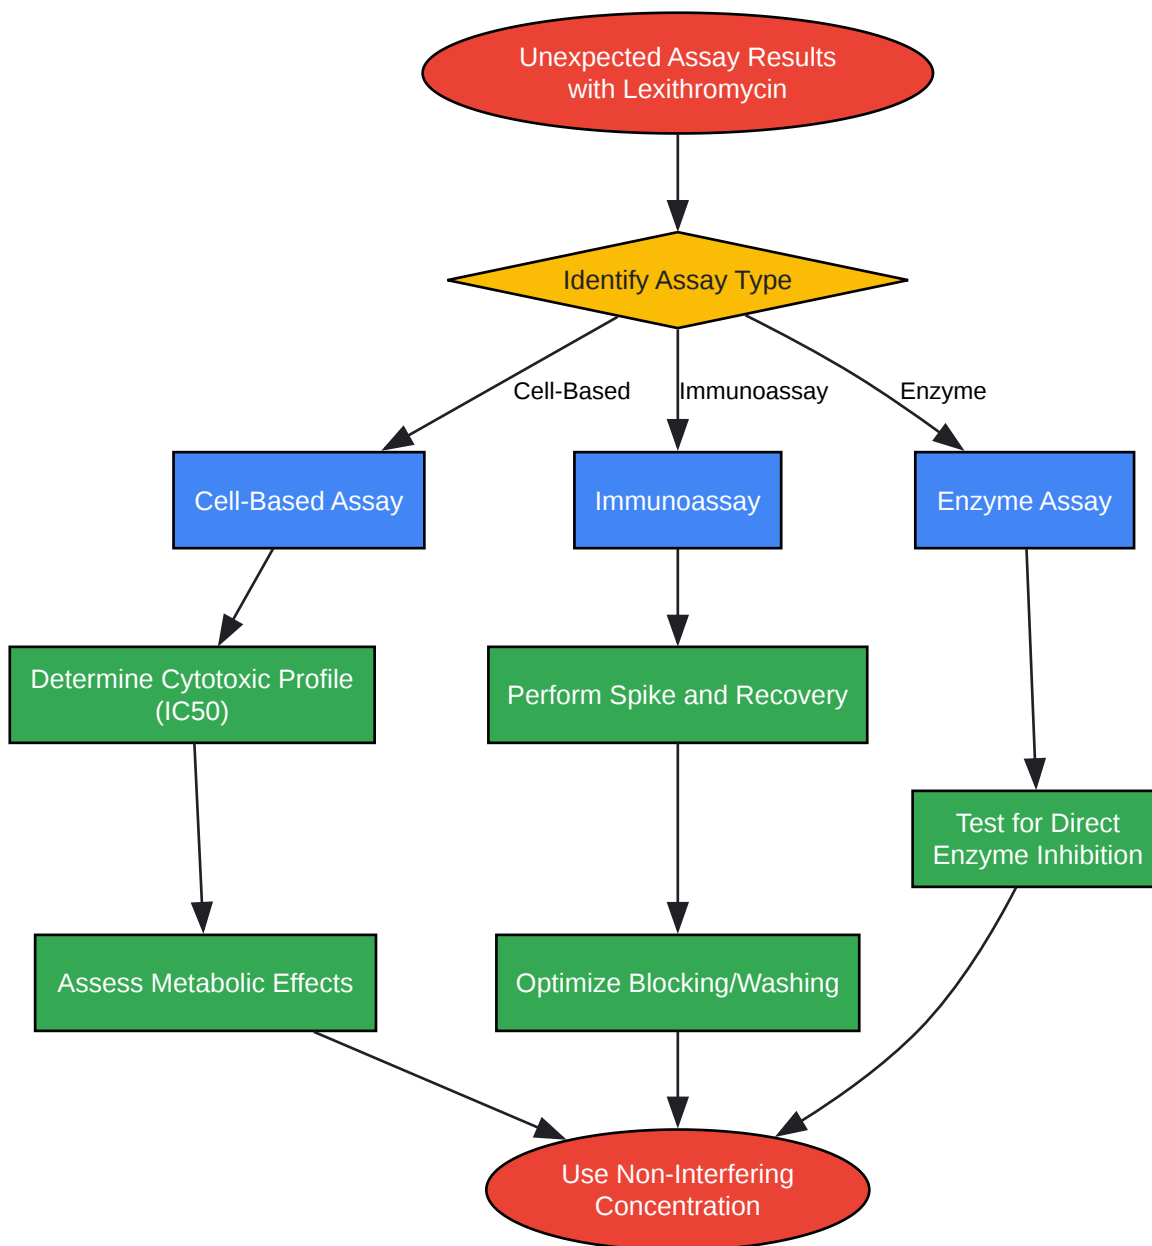 Unexpected Assay Results
with Lexithromycin
Identify Assay Type
Cell-Based
Immunoassay
Enzyme
Cell-Based Assay
Immunoassay
Enzyme Assay
Determine Cytotoxic Profile
(IC50)
Perform Spike and Recovery
Test for Direct
Enzyme Inhibition
Assess Metabolic Effects
Optimize Blocking/Washing
Use Non-Interfering
Concentration